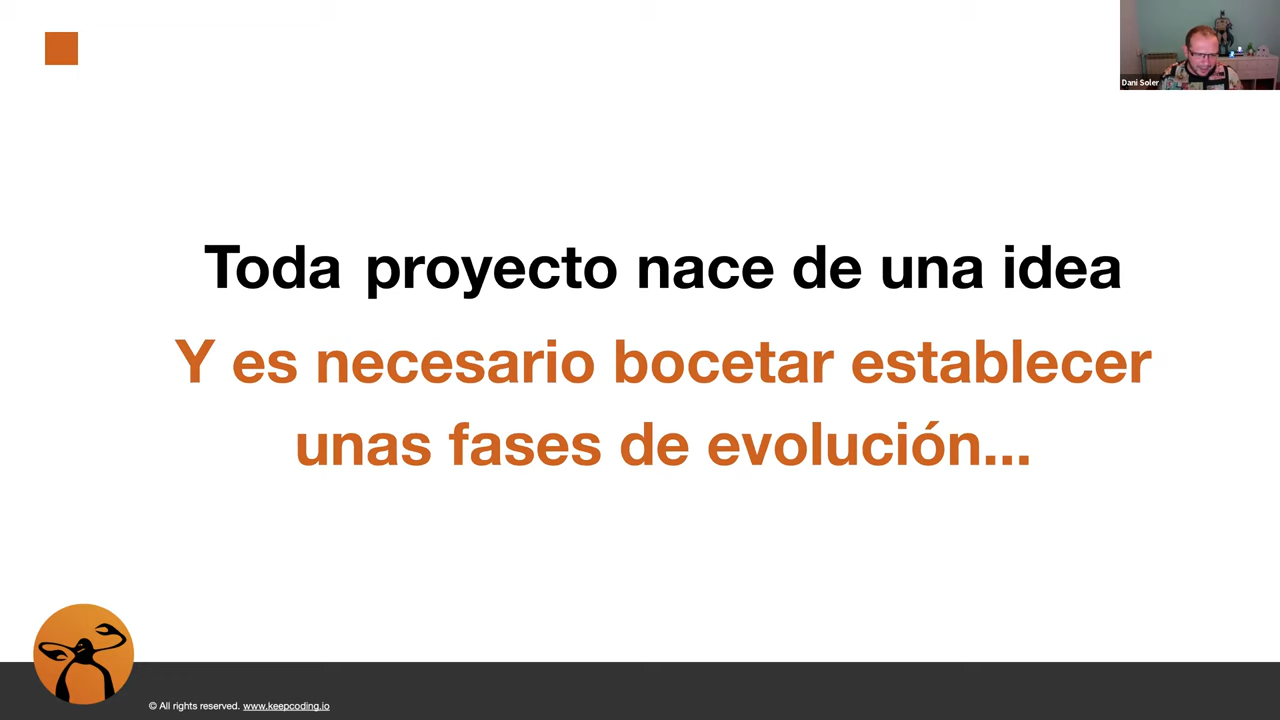 Dani Soler
Toda proyecto nace de una idea
Y es necesario bocetar establecer
unas fases de evolución...
© All rights reserved. www.keepcoding.io